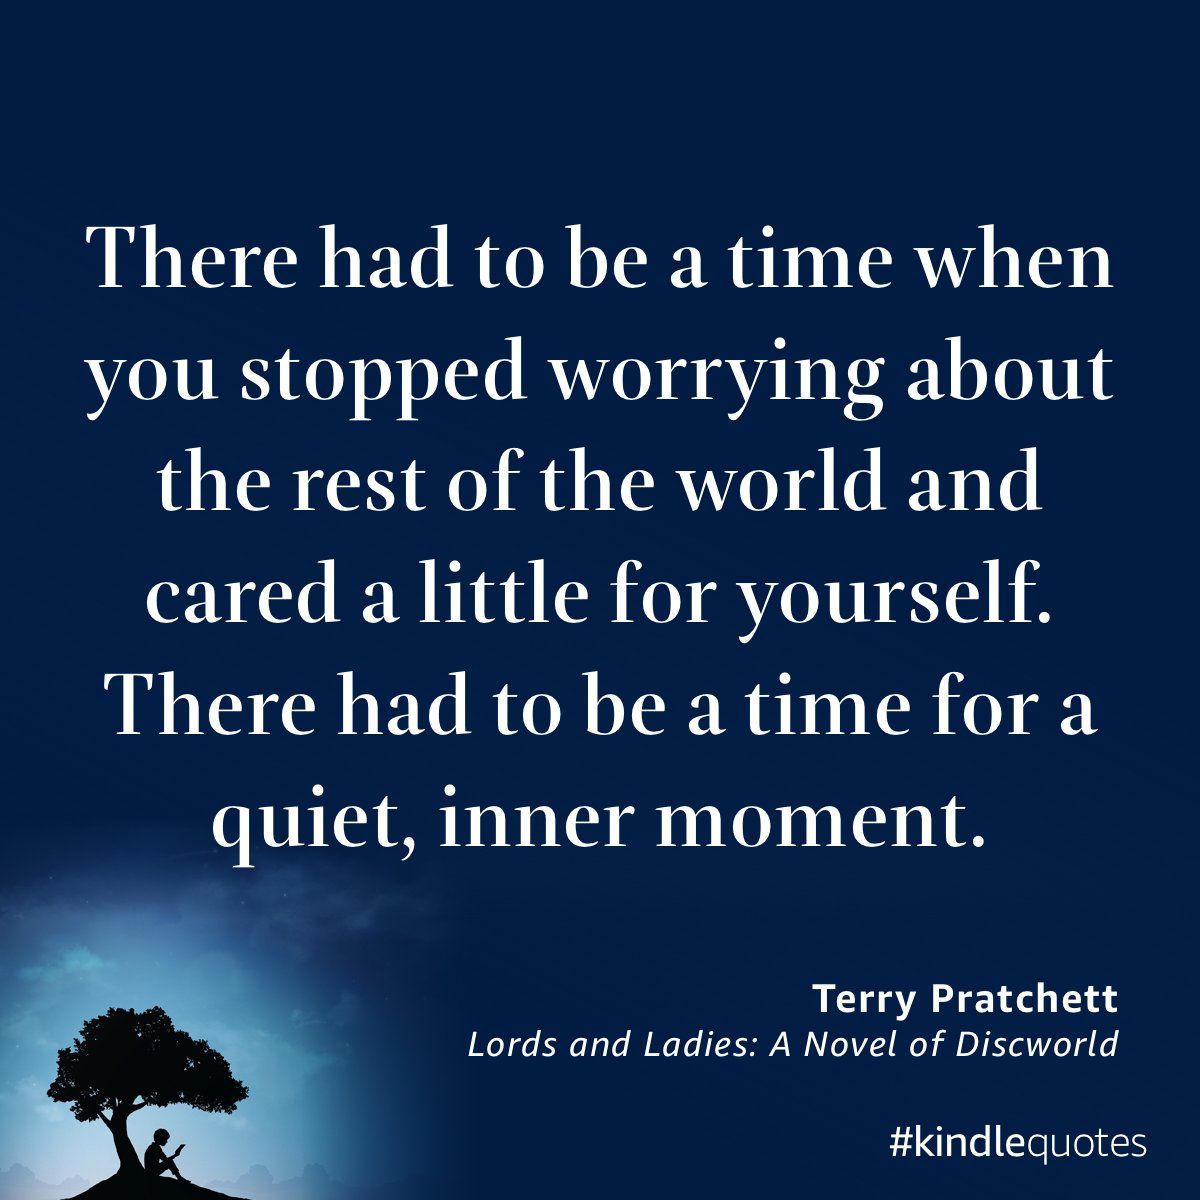 There had to be a time when
you stopped worrying about
the rest of the world and
cared a little for yourself.
There had to be a time for a
quiet, inner moment.
Terry Pratchett
Lords and Ladies: A Novel of Discworld
#kindlequotes